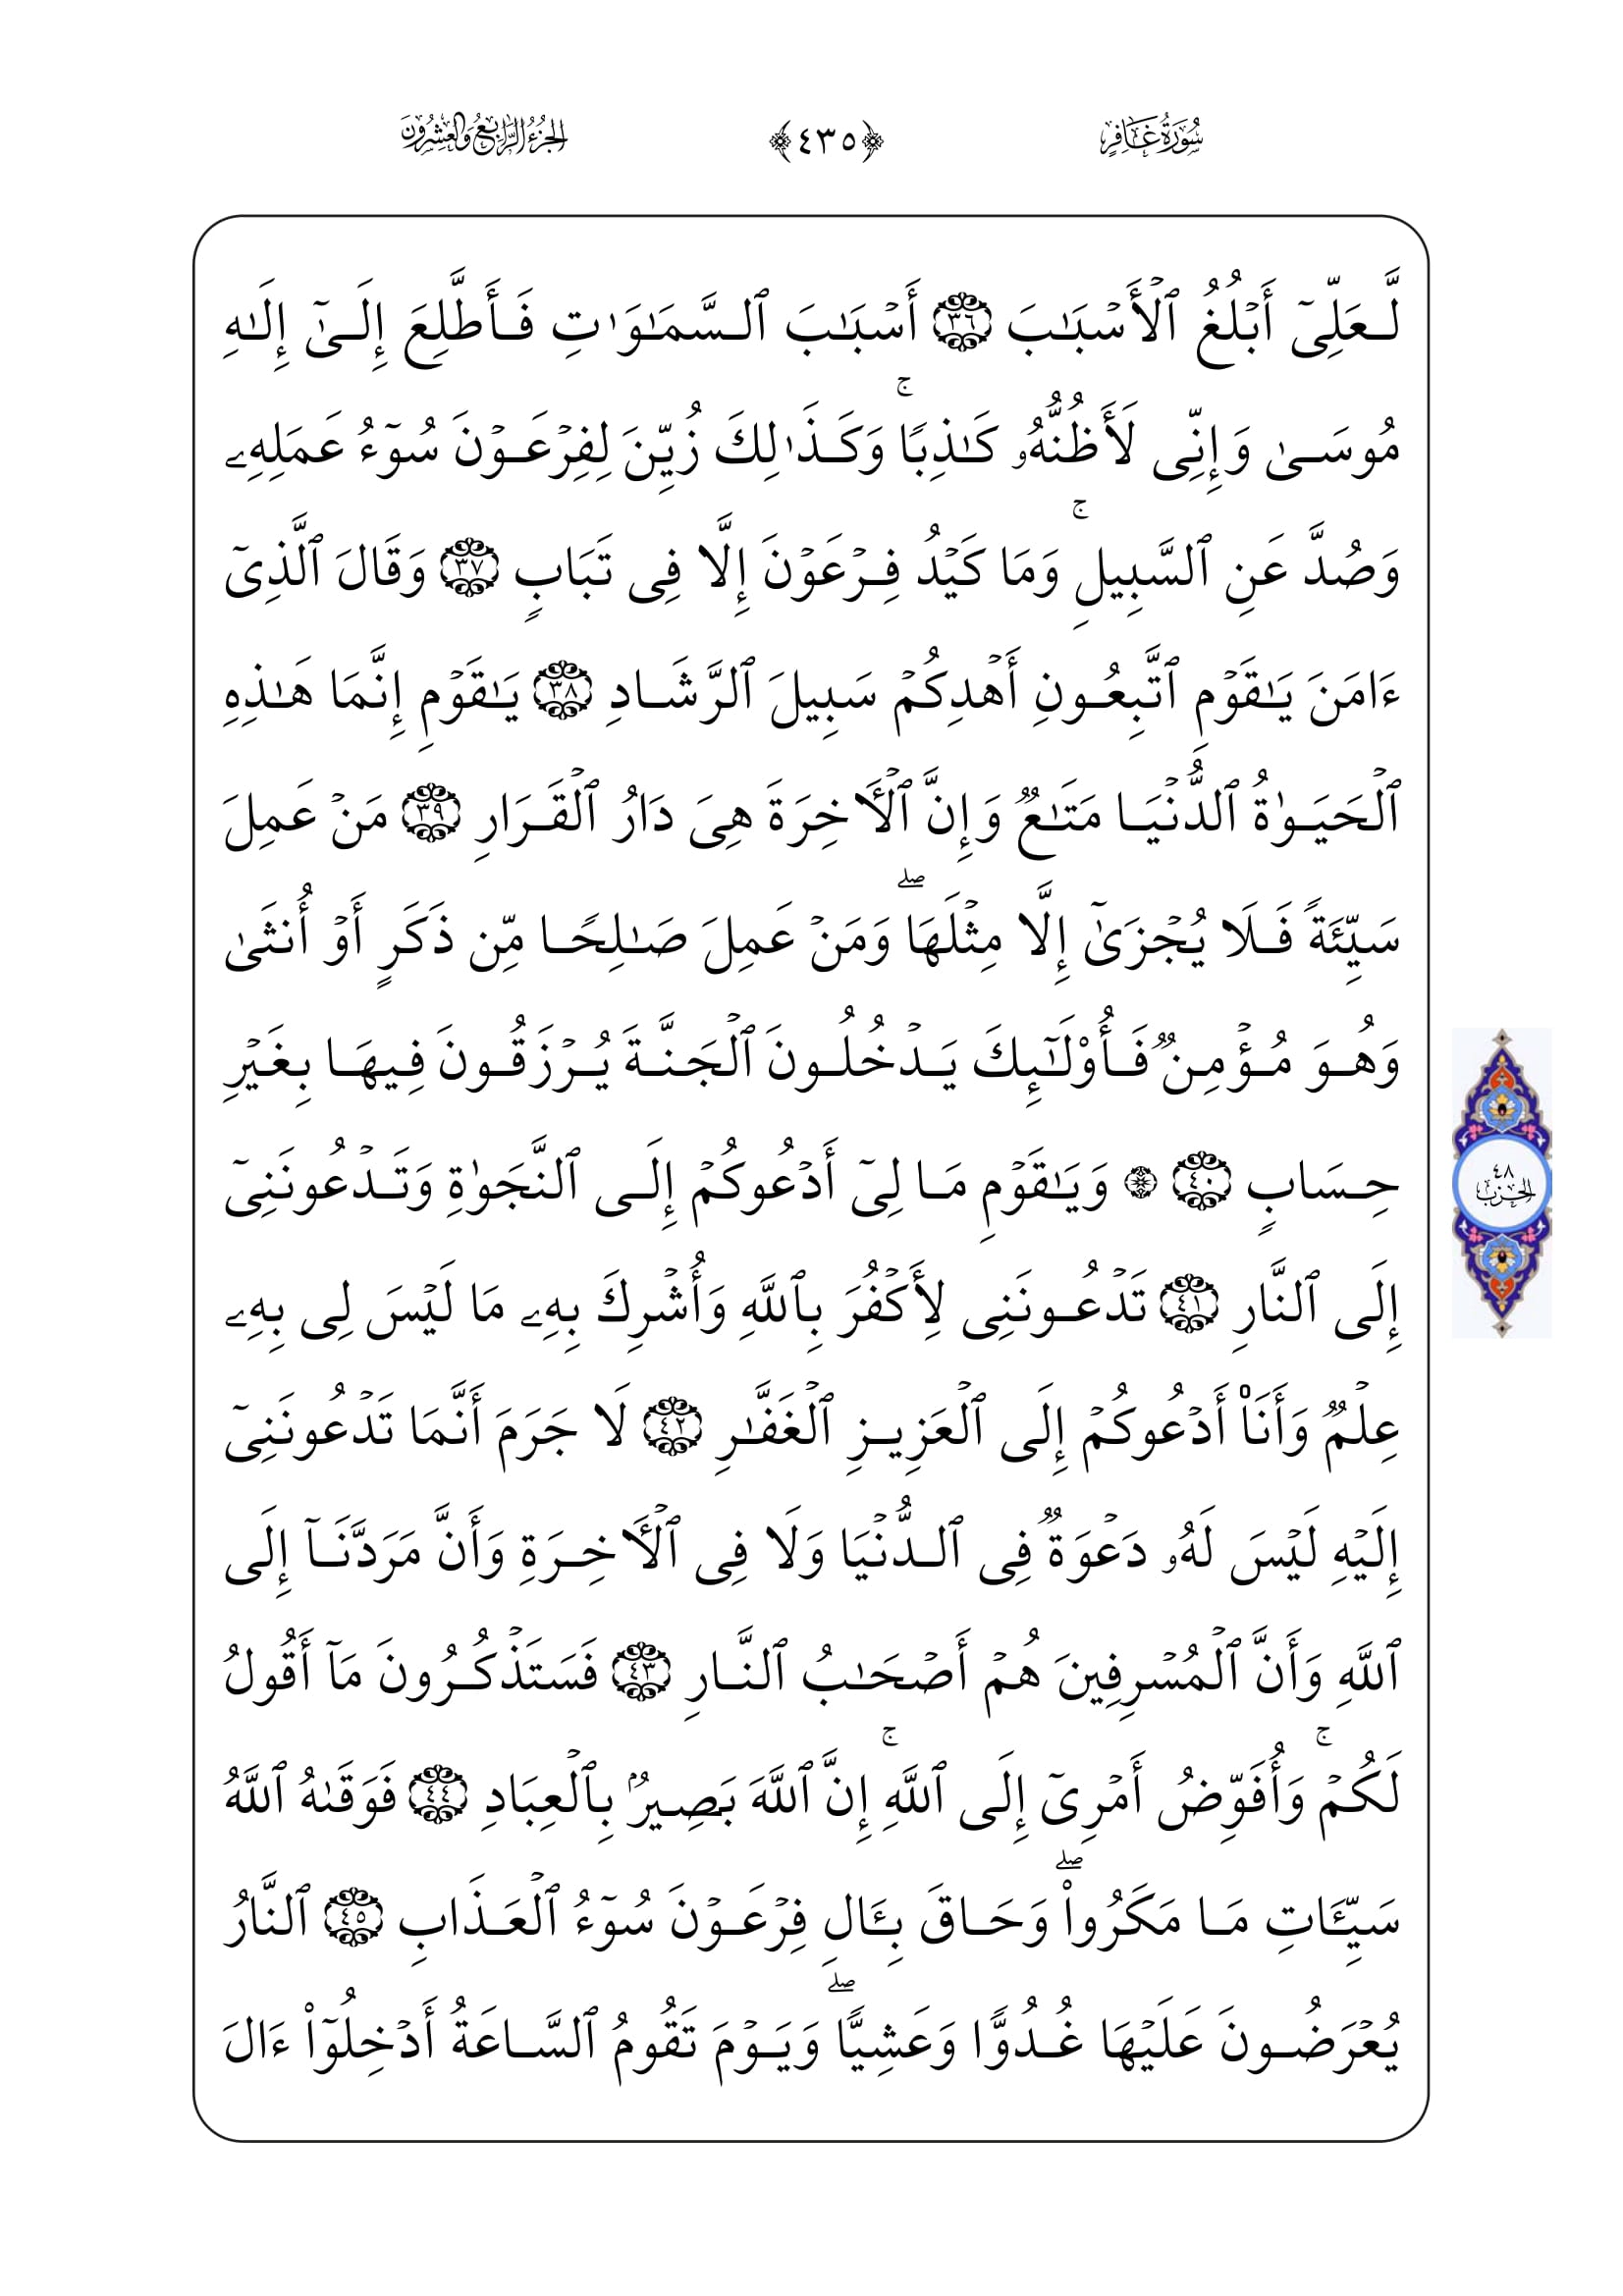 سُورَةُ غَافِرٍ ﴿٤٣٥﴾ الجُزْءُ الرَّابِعُ وَالعِشْرُونَ
لَّعَلِّىٓ أَبْلُغُ ٱلْأَسْبَـٰبَ ٣٦ أَسْبَـٰبَ ٱلسَّمَـٰوَٰتِ فَأَطَّلِعَ إِلَىٰٓ إِلَـٰهِ
مُوسَىٰ وَإِنِّى لَأَظُنُّهُۥ كَـٰذِبًا ۚ وَكَذَٰلِكَ زُيِّنَ لِفِرْعَوْنَ سُوٓءُ عَمَلِهِۦ
وَصُدَّ عَنِ ٱلسَّبِيلِ ۚ وَمَا كَيْدُ فِرْعَوْنَ إِلَّا فِى تَبَابٍ ٣٧ وَقَالَ ٱلَّذِىٓ
ءَامَنَ يَـٰقَوْمِ ٱتَّبِعُونِ أَهْدِكُمْ سَبِيلَ ٱلرَّشَادِ ٣٨ يَـٰقَوْمِ إِنَّمَا هَـٰذِهِ
ٱلْحَيَوٰةُ ٱلدُّنْيَا مَتَـٰعٌ وَإِنَّ ٱلْـَٔاخِرَةَ هِىَ دَارُ ٱلْقَرَارِ ٣٩ مَنْ عَمِلَ
سَيِّئَةً فَلَا يُجْزَىٰٓ إِلَّا مِثْلَهَا ۖ وَمَنْ عَمِلَ صَـٰلِحًا مِّن ذَكَرٍ أَوْ أُنثَىٰ
وَهُوَ مُؤْمِنٌ فَأُو۟لَـٰٓئِكَ يَدْخُلُونَ ٱلْجَنَّةَ يُرْزَقُونَ فِيهَا بِغَيْرِ
حِسَابٍ ٤٠ ۞ وَيَـٰقَوْمِ مَا لِىٓ أَدْعُوكُمْ إِلَى ٱلنَّجَوٰةِ وَتَدْعُونَنِىٓ
٤٨ الحِزْب
إِلَى ٱلنَّارِ ٤١ تَدْعُونَنِى لِأَكْفُرَ بِٱللَّهِ وَأُشْرِكَ بِهِۦ مَا لَيْسَ لِى بِهِۦ
عِلْمٌ وَأَنَا۠ أَدْعُوكُمْ إِلَى ٱلْعَزِيزِ ٱلْغَفَّـٰرِ ٤٢ لَا جَرَمَ أَنَّمَا تَدْعُونَنِىٓ
إِلَيْهِ لَيْسَ لَهُۥ دَعْوَةٌ فِى ٱلدُّنْيَا وَلَا فِى ٱلْـَٔاخِرَةِ وَأَنَّ مَرَدَّنَآ إِلَى
ٱللَّهِ وَأَنَّ ٱلْمُسْرِفِينَ هُمْ أَصْحَـٰبُ ٱلنَّارِ ٤٣ فَسَتَذْكُرُونَ مَآ أَقُولُ
لَكُمْ ۚ وَأُفَوِّضُ أَمْرِىٓ إِلَى ٱللَّهِ ۚ إِنَّ ٱللَّهَ بَصِيرٌۢ بِٱلْعِبَادِ ٤٤ فَوَقَىٰهُ ٱللَّهُ
سَيِّـَٔاتِ مَا مَكَرُوا۟ ۖ وَحَاقَ بِـَٔالِ فِرْعَوْنَ سُوٓءُ ٱلْعَذَابِ ٤٥ ٱلنَّارُ
يُعْرَضُونَ عَلَيْهَا غُدُوًّا وَعَشِيًّا ۖ وَيَوْمَ تَقُومُ ٱلسَّاعَةُ أَدْخِلُوٓا۟ ءَالَ